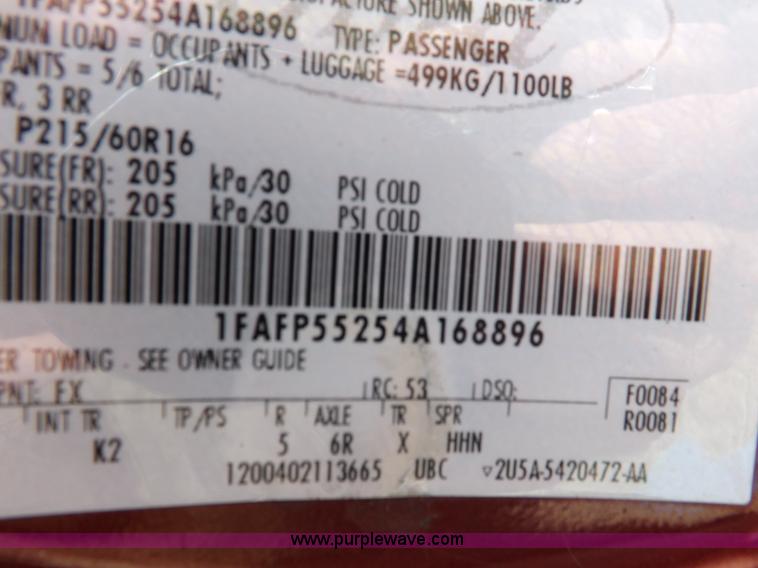 FACTURE SHOWN ABOVE.
1FAFP55254A168896 TYPE: PASSENGER
MUM LOAD = OCCUPANTS + LUGGAGE =499KG/1100LB
PANTS = 5/6 TOTAL;
R, 3 RR
P215/60R16
SURE(FR): 205 kPa/30 PSI COLD
SURE(RR): 205 kPa/30 PSI COLD
1FAFP55254A168896
ER TOWING - SEE OWNER GUIDE
PNT: FX RC: 53 DSO: F0084
INT TR TP/PS R AXLE TR SPR R0081
K2 5 6R X HHN
1200402113665 UBC ▽2U5A-5420472-AA
www.purplewave.com